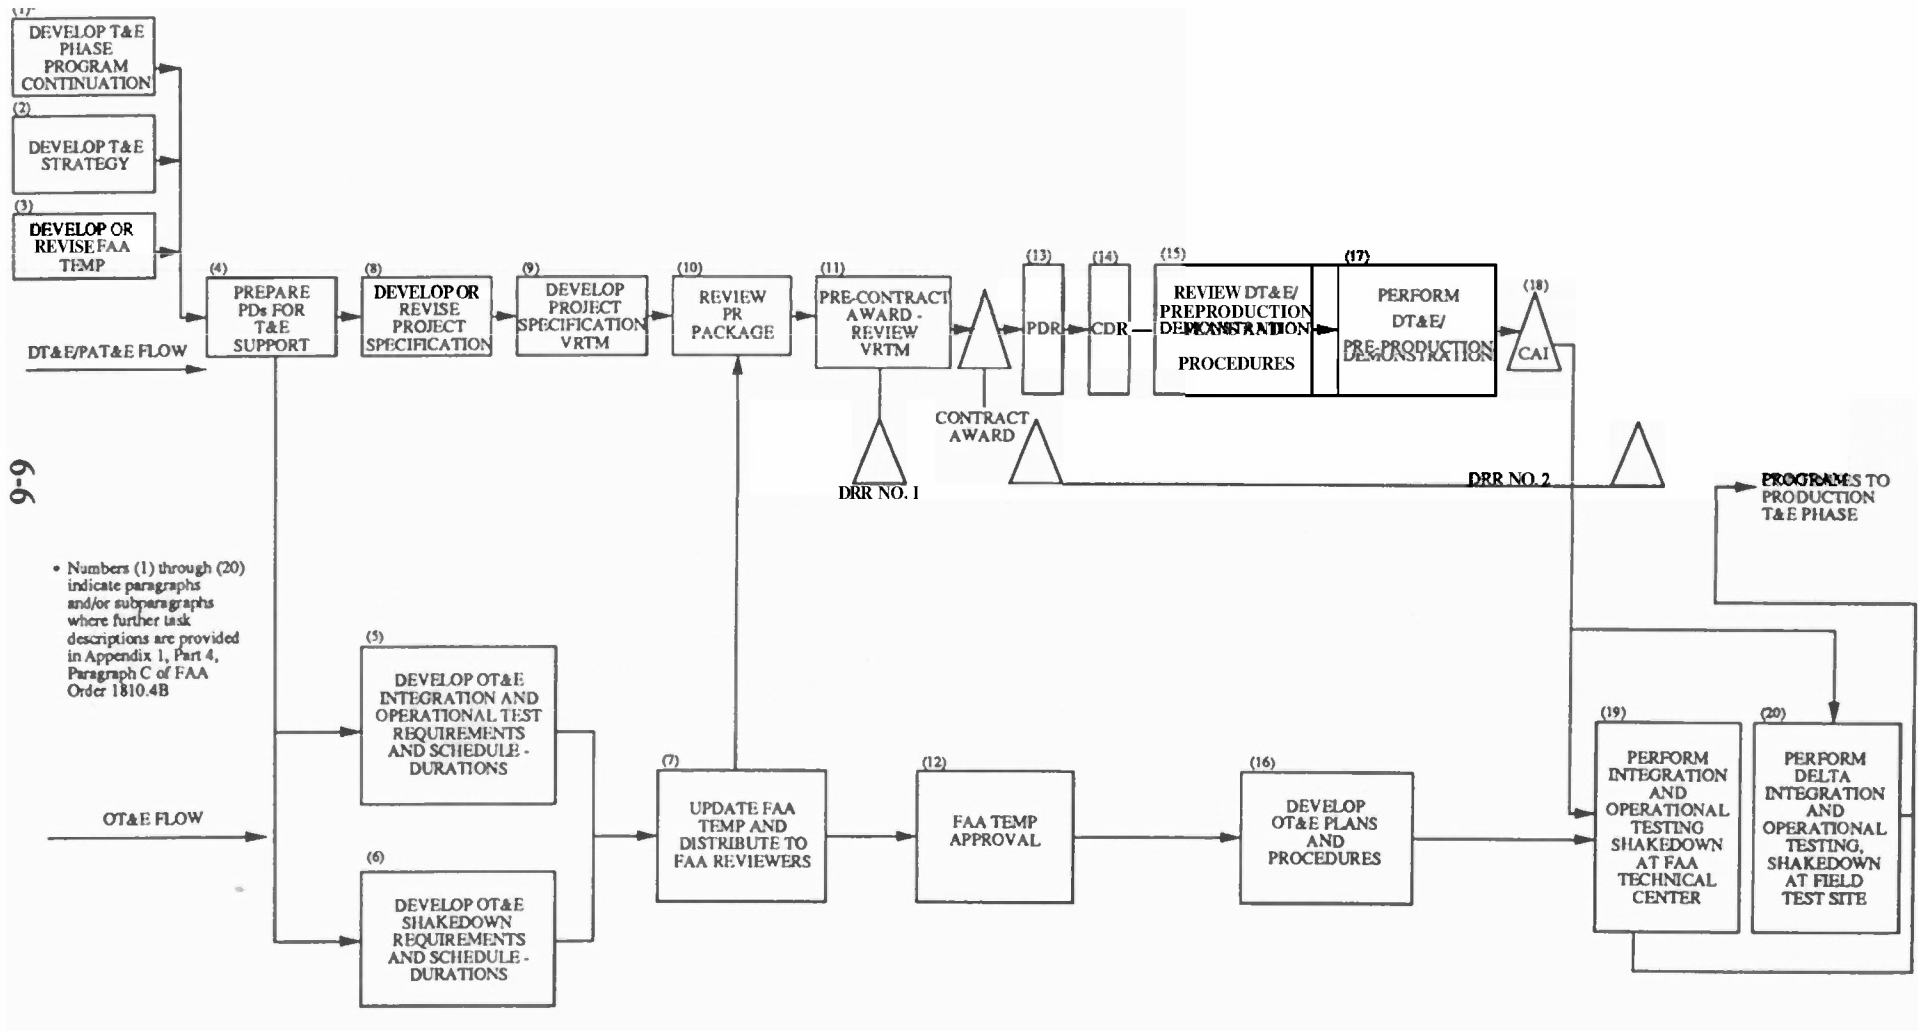 (1)
DEVELOP T&E
PHASE
PROGRAM
CONTINUATION
(2)
DEVELOP T&E
STRATEGY
(3)
DEVELOP OR
REVISE FAA
TEMP
(4)
PREPARE
PDs FOR
T&E
SUPPORT
(8)
DEVELOP OR
REVISE
PROJECT
SPECIFICATION
(9)
DEVELOP
PROJECT
SPECIFICATION
VRTM
(10)
REVIEW
PR
PACKAGE
(11)
PRE-CONTRACT
AWARD -
REVIEW
VRTM
(13)
PDR
(14)
CDR
(15)
REVIEW DT&E/
PREPRODUCTION
DEMONSTRATION
PROCEDURES
(17)
PERFORM
DT&E/
PRE-PRODUCTION
DEMONSTRATION
(18)
CAI
DT&E/PAT&E FLOW
CONTRACT
AWARD
DRR NO. 1
DRR NO. 2
TO
PRODUCTION
T&E PHASE
9-9
• Numbers (1) through (20)
indicate paragraphs
and/or subparagraphs
where further task
descriptions are provided
in Appendix 1, Part 4,
Paragraph C of FAA
Order 1810.4B
(5)
DEVELOP OT&E
INTEGRATION AND
OPERATIONAL TEST
REQUIREMENTS
AND SCHEDULE -
DURATIONS
OT&E FLOW
(6)
DEVELOP OT&E
SHAKEDOWN
REQUIREMENTS
AND SCHEDULE -
DURATIONS
(7)
UPDATE FAA
TEMP AND
DISTRIBUTE TO
FAA REVIEWERS
(12)
FAA TEMP
APPROVAL
(16)
DEVELOP
OT&E PLANS
AND
PROCEDURES
(19)
PERFORM
INTEGRATION
AND
OPERATIONAL
TESTING
SHAKEDOWN
AT FAA
TECHNICAL
CENTER
(20)
PERFORM
DELTA
INTEGRATION
AND
OPERATIONAL
TESTING,
SHAKEDOWN
AT FIELD
TEST SITE